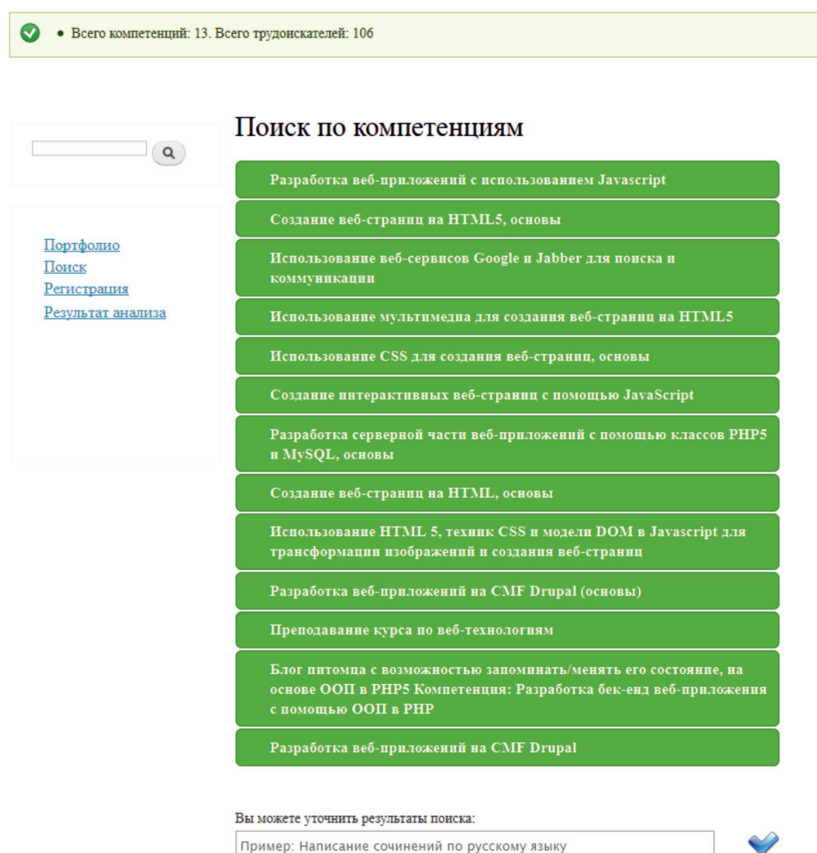 Всего компетенций: 13. Всего трудоискателей: 106
Поиск по компетенциям
Портфолио
Поиск
Регистрация
Результат анализа
Разработка веб-приложений с использованием Javascript
Создание веб-страниц на HTML5, основы
Использование веб-сервисов Google и Jabber для поиска и
коммуникации
Использование мультимедиа для создания веб-страниц на HTML5
Использование CSS для создания веб-страниц, основы
Создание интерактивных веб-страниц с помощью JavaScript
Разработка серверной части веб-приложений с помощью классов PHP5
и MySQL, основы
Создание веб-страниц на HTML, основы
Использование HTML 5, техник CSS и модели DOM в Javascript для
трансформации изображений и создания веб-страниц
Разработка веб-приложений на CMF Drupal (основы)
Преподавание курса по веб-технологиям
Блог питомца с возможностью запоминать/менять его состояние, на
основе ООП в PHP5 Компетенция: Разработка бек-енд веб-приложения
с помощью ООП в PHP
Разработка веб-приложений на CMF Drupal
Вы можете уточнить результаты поиска:
Пример: Написание сочинений по русскому языку